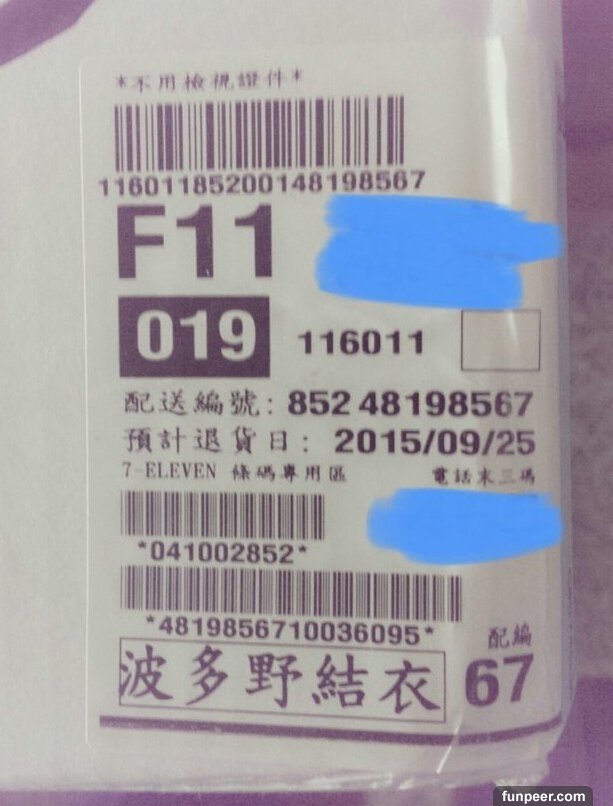 *不用檢視證件*
11601185200148198567
F11
019 116011
配送編號: 852 48198567
預計退貨日: 2015/09/25
7-ELEVEN 條碼專用區 電話末三碼
*041002852*
*4819856710036095*
配編
波多野結衣 67
funpeer.com